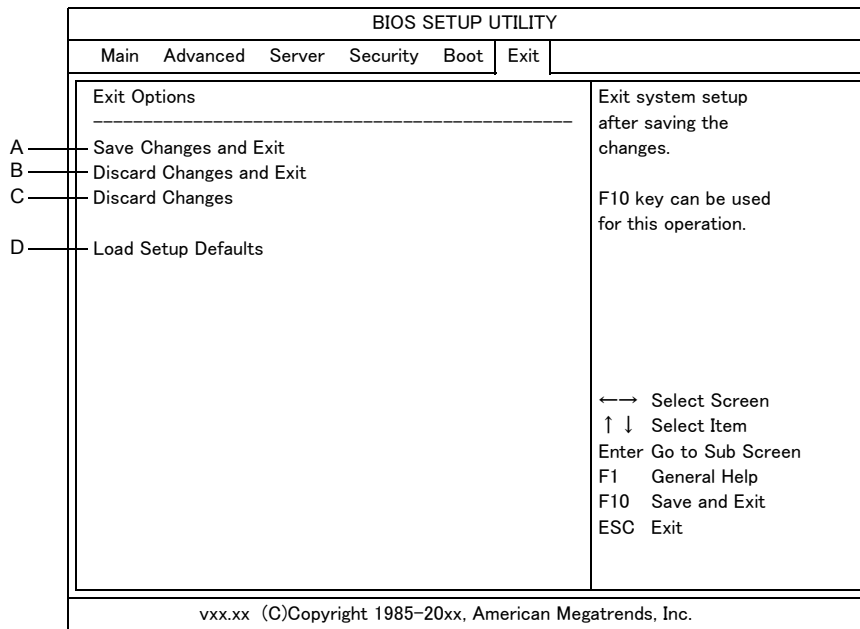 BIOS SETUP UTILITY
Main Advanced Server Security Boot Exit
Exit Options
A Save Changes and Exit
B Discard Changes and Exit
C Discard Changes
D Load Setup Defaults
Exit system setup
after saving the
changes.
F10 key can be used
for this operation.
←→ Select Screen
↑↓ Select Item
Enter Go to Sub Screen
F1 General Help
F10 Save and Exit
ESC Exit
vxx.xx (C)Copyright 1985-20xx, American Megatrends, Inc.